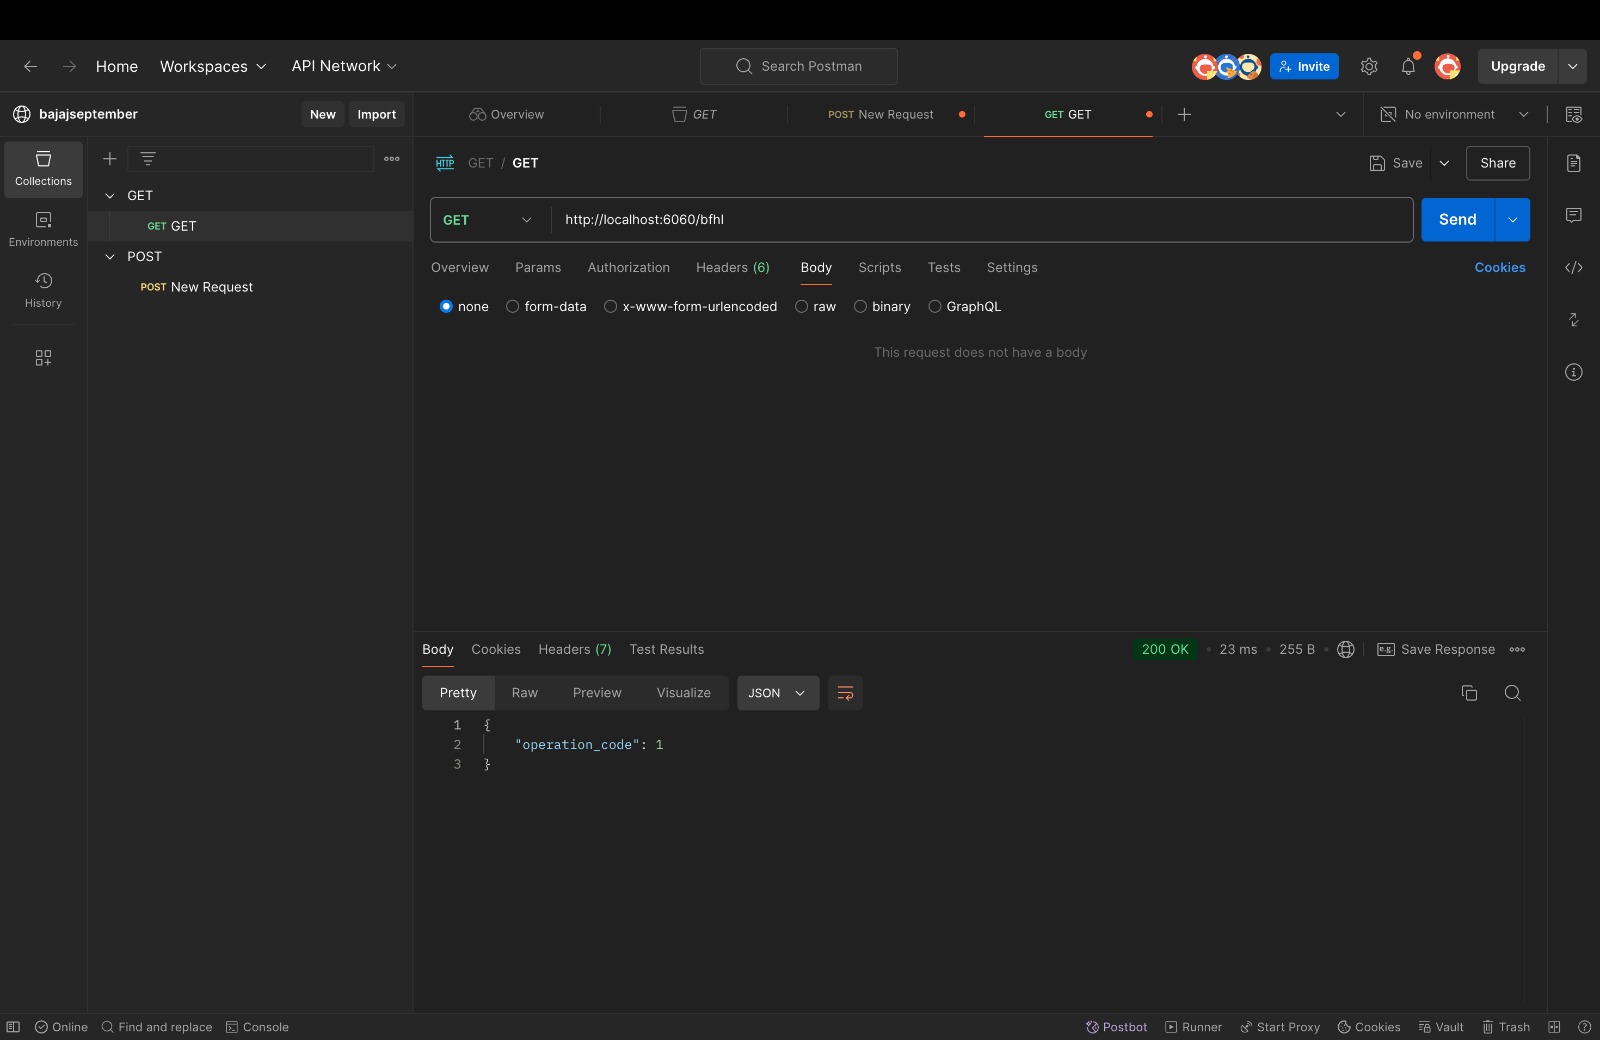 Home Workspaces API Network Search Postman Invite Upgrade
bajajseptember New Import Overview GET POST New Request GET GET No environment
Collections
Environments
History
GET
GET GET
POST
POST New Request
HTTP GET / GET Save Share
GET http://localhost:6060/bfhl Send
Overview Params Authorization Headers (6) Body Scripts Tests Settings Cookies
none form-data x-www-form-urlencoded raw binary GraphQL
This request does not have a body
Body Cookies Headers (7) Test Results 200 OK 23 ms 255 B e.g. Save Response
Pretty Raw Preview Visualize JSON
1 {
2 "operation_code": 1
3 }
Online Find and replace Console Postbot Runner Start Proxy Cookies Vault Trash